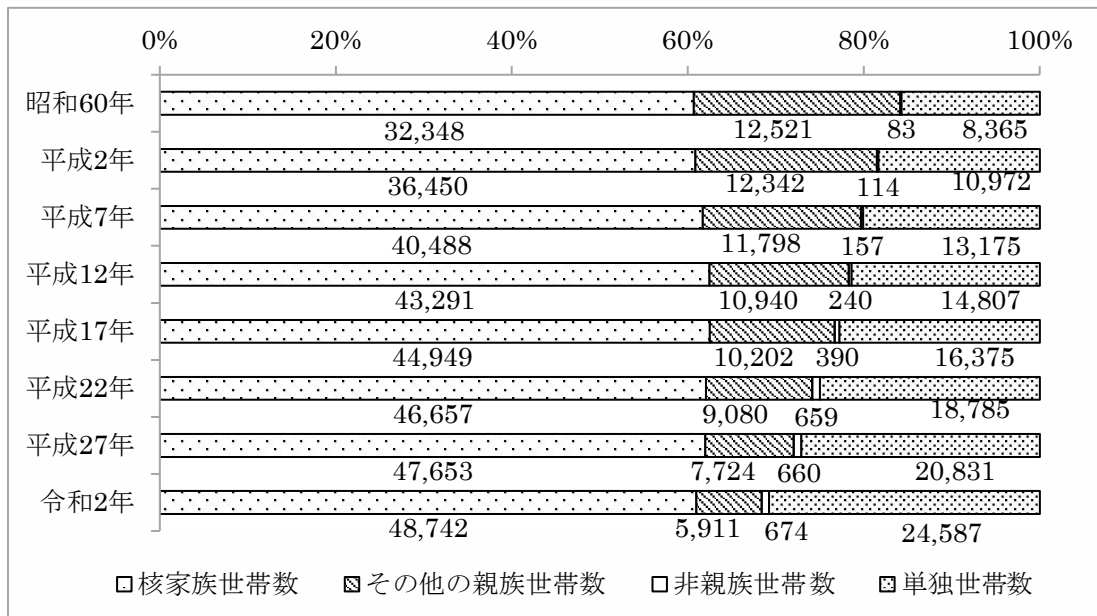 0% 20% 40% 60% 80% 100%
昭和60年
32,348 12,521 83 8,365
平成2年
36,450 12,342 114 10,972
平成7年
40,488 11,798 157 13,175
平成12年
43,291 10,940 240 14,807
平成17年
44,949 10,202 390 16,375
平成22年
46,657 9,080 659 18,785
平成27年
47,653 7,724 660 20,831
令和2年
48,742 5,911 674 24,587
核家族世帯数 その他の親族世帯数 非親族世帯数 単独世帯数